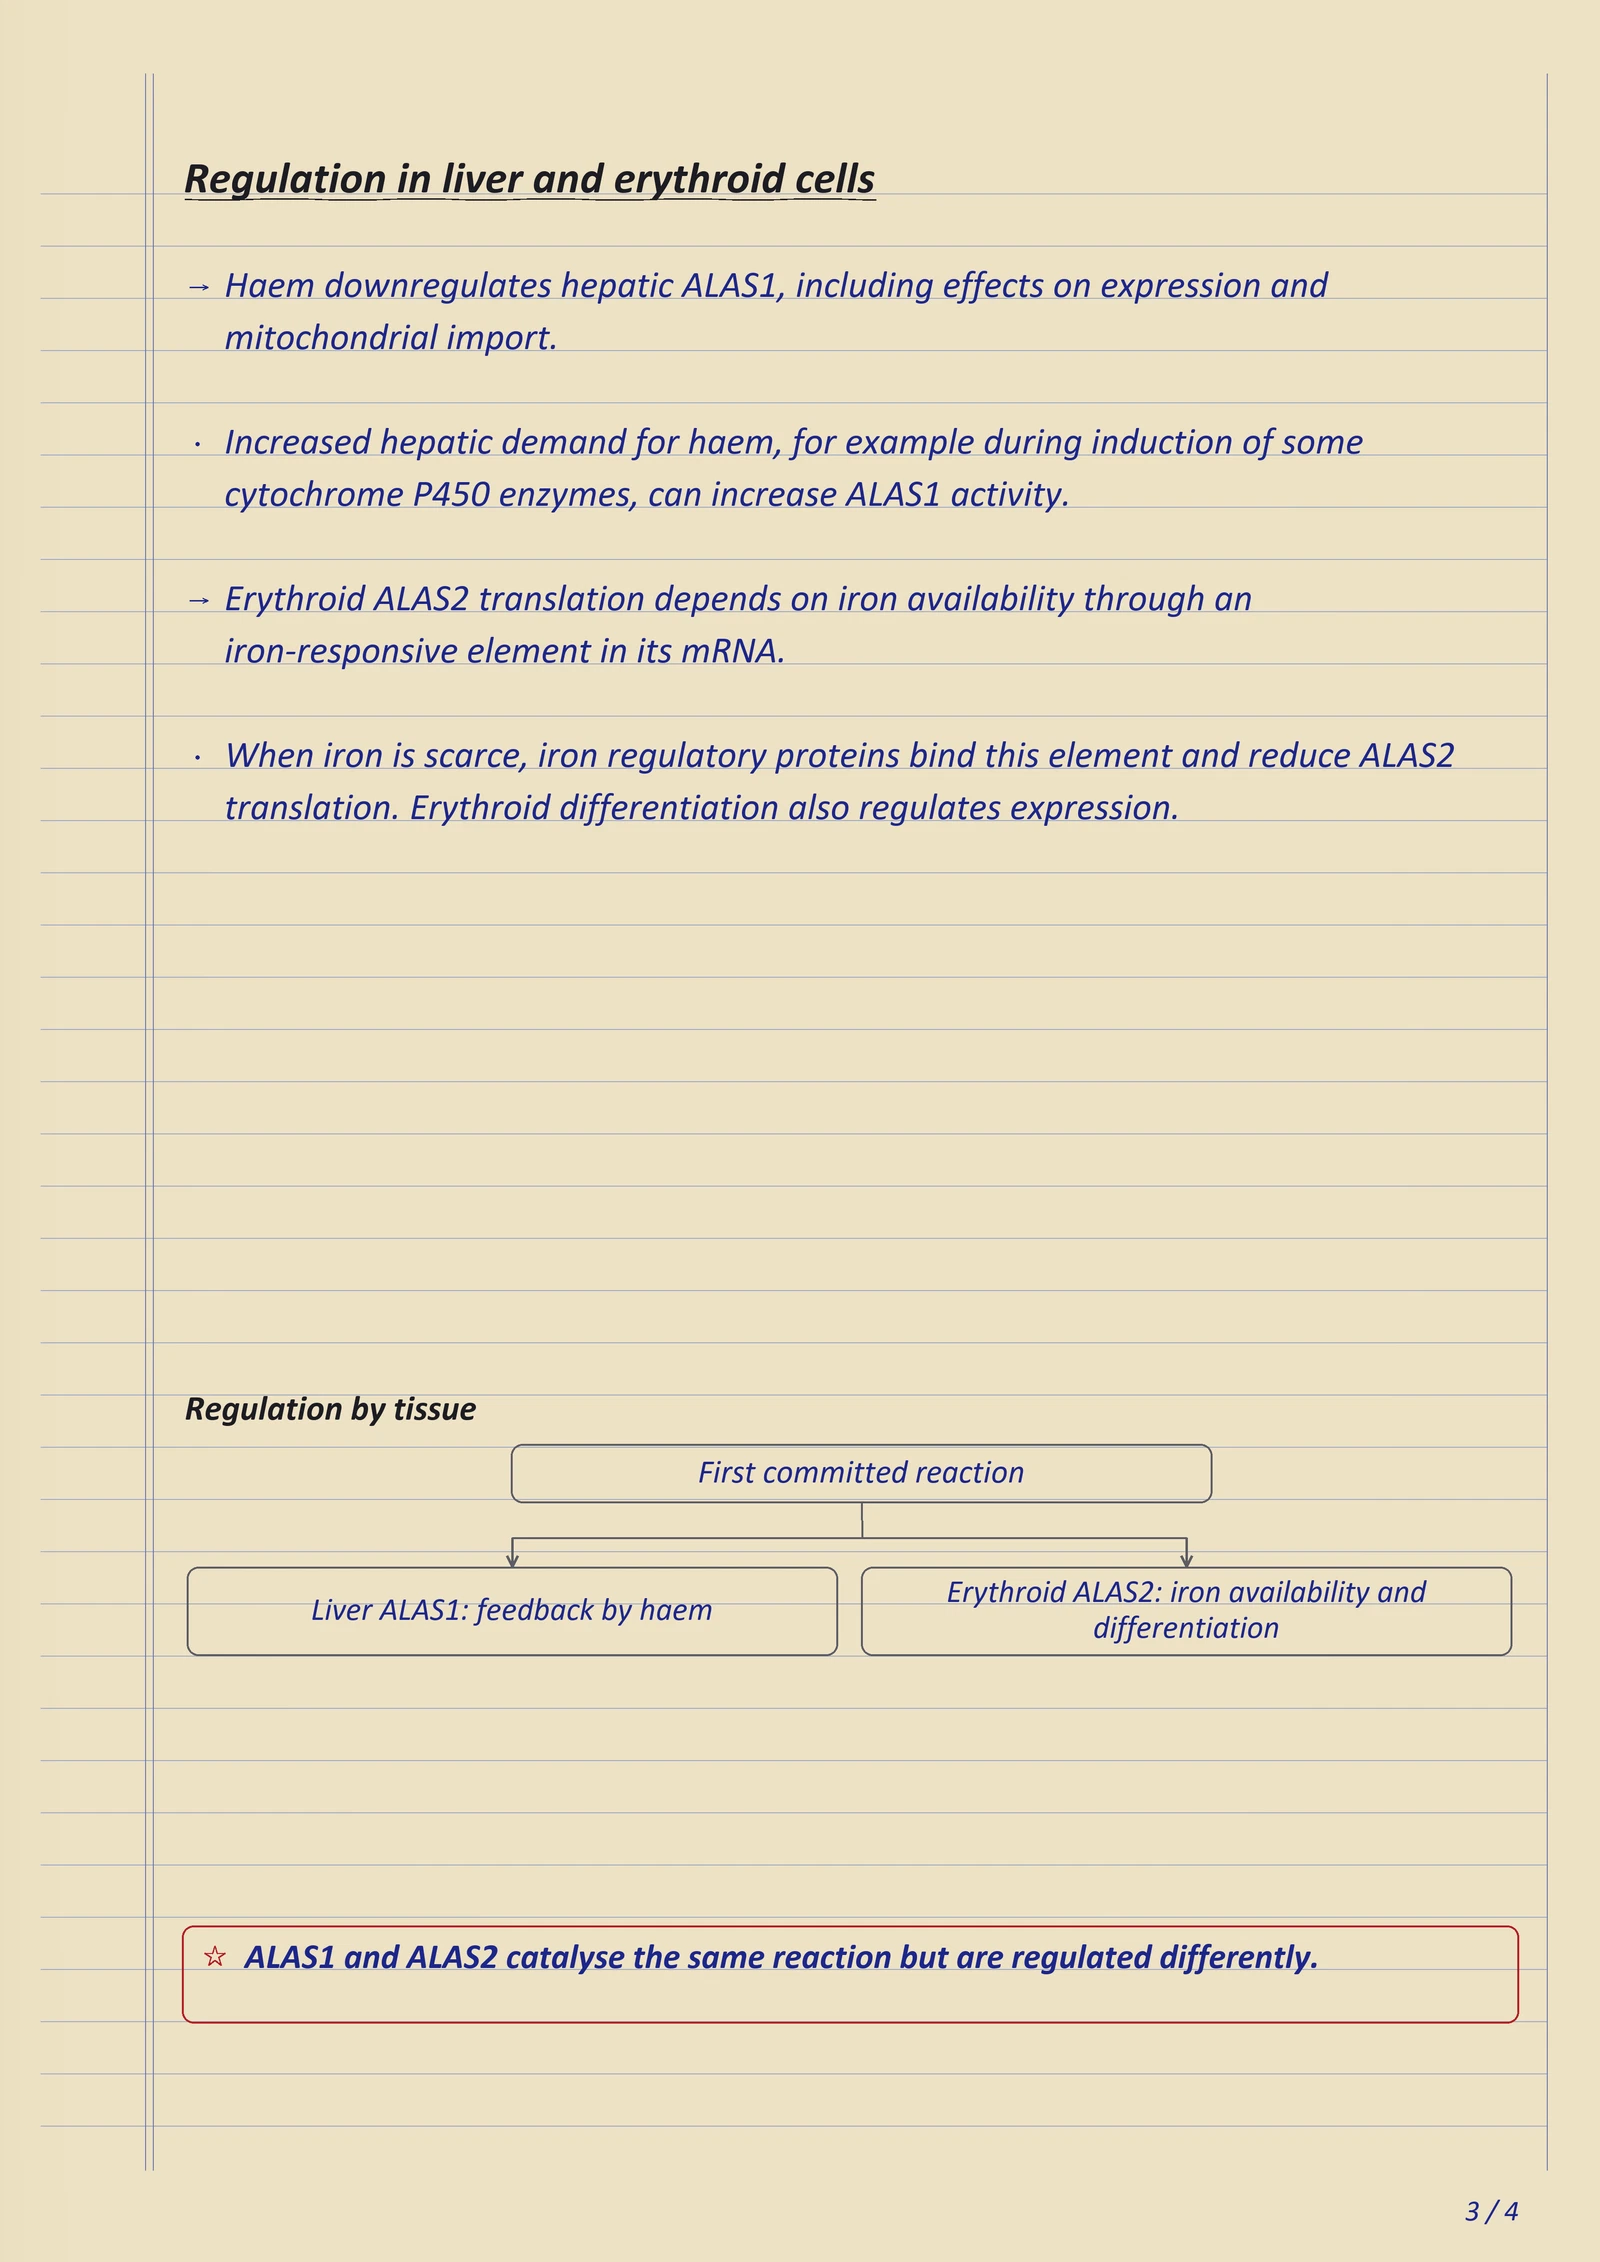 Regulation in liver and erythroid cells
→ Haem downregulates hepatic ALAS1, including effects on expression and
mitochondrial import.
· Increased hepatic demand for haem, for example during induction of some
cytochrome P450 enzymes, can increase ALAS1 activity.
→ Erythroid ALAS2 translation depends on iron availability through an
iron-responsive element in its mRNA.
· When iron is scarce, iron regulatory proteins bind this element and reduce ALAS2
translation. Erythroid differentiation also regulates expression.
Regulation by tissue
First committed reaction
Liver ALAS1: feedback by haem
Erythroid ALAS2: iron availability and
differentiation
☆ ALAS1 and ALAS2 catalyse the same reaction but are regulated differently.
3 / 4